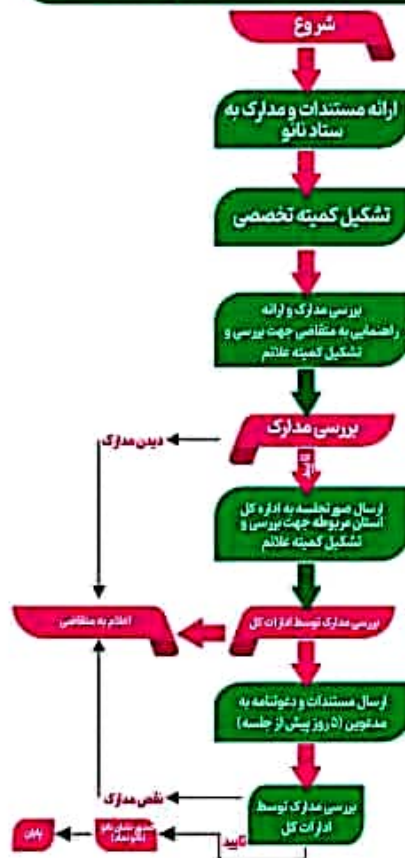 شروع
ارائه مستندات و مدارک به
ستاد نانو
تشکیل کمیته تخصصی
بررسی مدارک و ارائه
راهنمایی به متقاضی جهت بررسی و
تشکیل کمیته علائم
بررسی مدارک
دیدن مدارک
تایید
ارسال صورتجلسه به اداره کل
استان مربوطه جهت بررسی و
تشکیل کمیته علائم
بررسی مدارک توسط ادارات کل
اعلام به متقاضی
ارسال مستندات و دعوتنامه به
مدعوین (۵ روز پیش از جلسه)
بررسی مدارک توسط
ادارات کل
نقص مدارک
تایید
نشان نانو
پایان